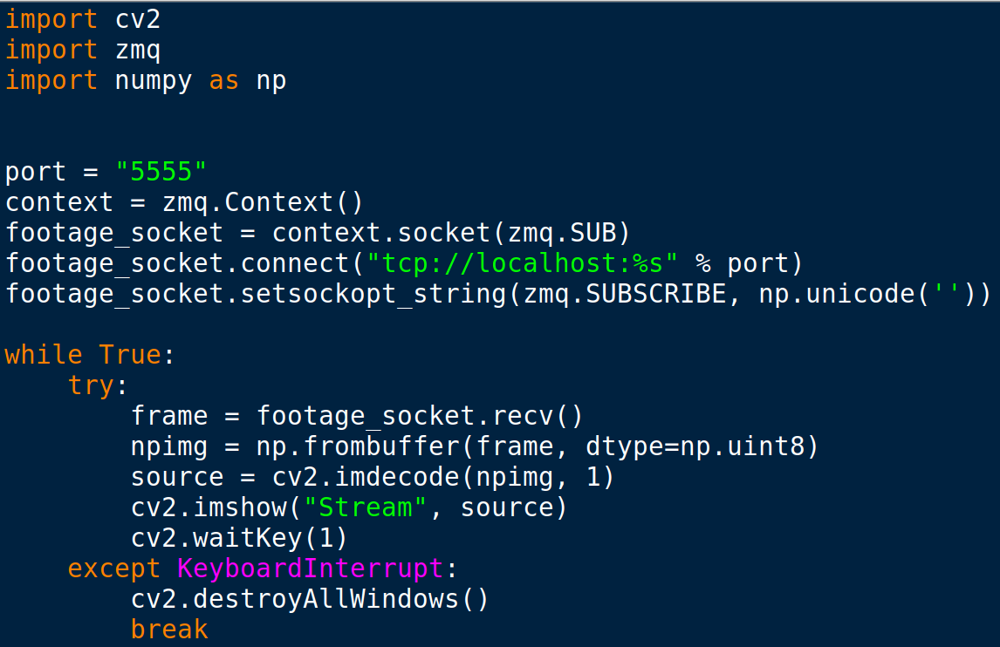 import cv2
import zmq
import numpy as np
port = "5555"
context = zmq.Context()
footage_socket = context.socket(zmq.SUB)
footage_socket.connect("tcp://localhost:%s" % port)
footage_socket.setsockopt_string(zmq.SUBSCRIBE, np.unicode(''))
while True:
    try:
        frame = footage_socket.recv()
        npimg = np.frombuffer(frame, dtype=np.uint8)
        source = cv2.imdecode(npimg, 1)
        cv2.imshow("Stream", source)
        cv2.waitKey(1)
    except KeyboardInterrupt:
        cv2.destroyAllWindows()
        break